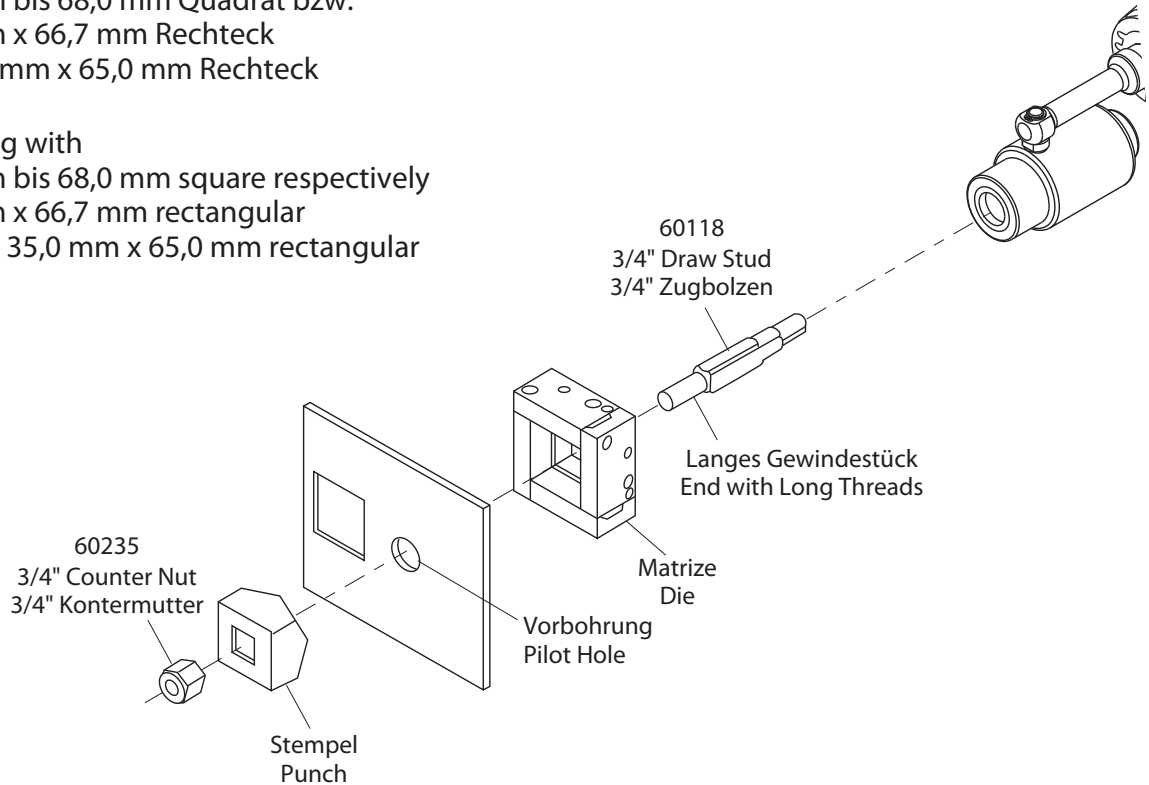 bis 68,0 mm Quadrat bzw.
x 66,7 mm Rechteck
mm x 65,0 mm Rechteck
g with
bis 68,0 mm square respectively
x 66,7 mm rectangular
35,0 mm x 65,0 mm rectangular
60118
3/4" Draw Stud
3/4" Zugbolzen
Langes Gewindestück
End with Long Threads
Matrize
Die
Vorbohrung
Pilot Hole
60235
3/4" Counter Nut
3/4" Kontermutter
Stempel
Punch